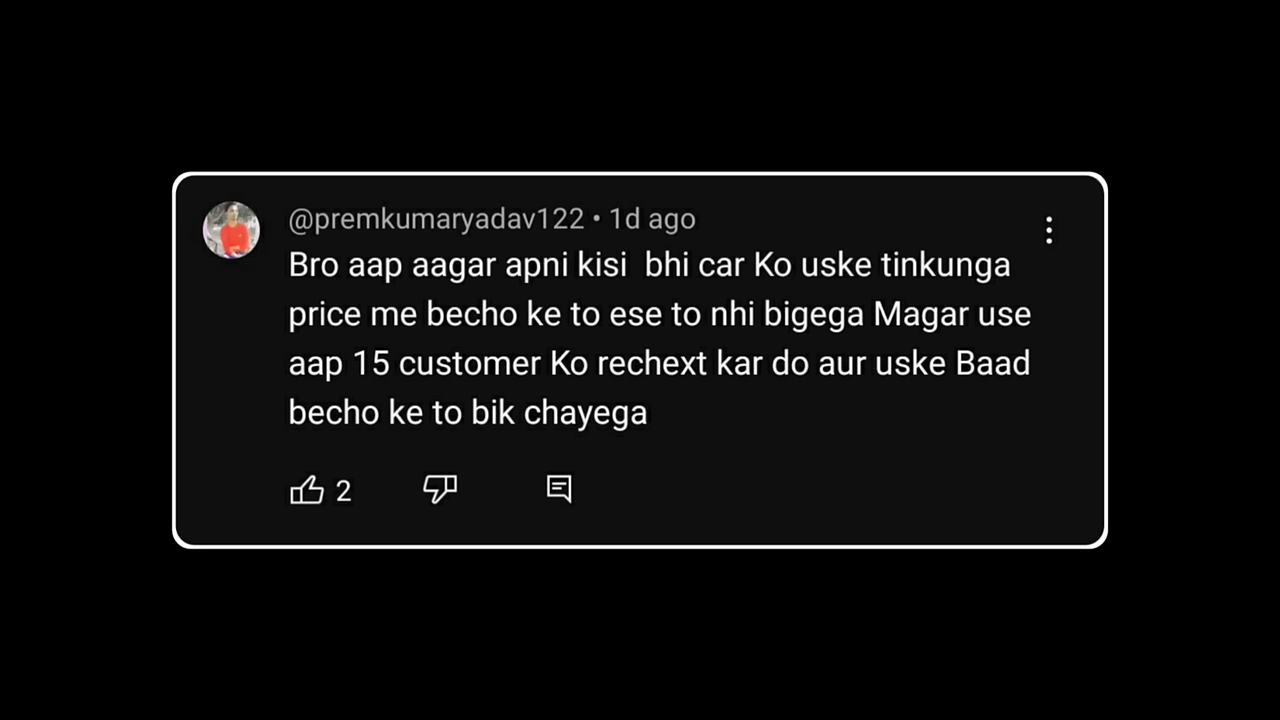 @premkumaryadav122 • 1d ago
Bro aap aagar apni kisi  bhi car Ko uske tinkunga
price me becho ke to ese to nhi bigega Magar use
aap 15 customer Ko rechext kar do aur uske Baad
becho ke to bik chayega
2